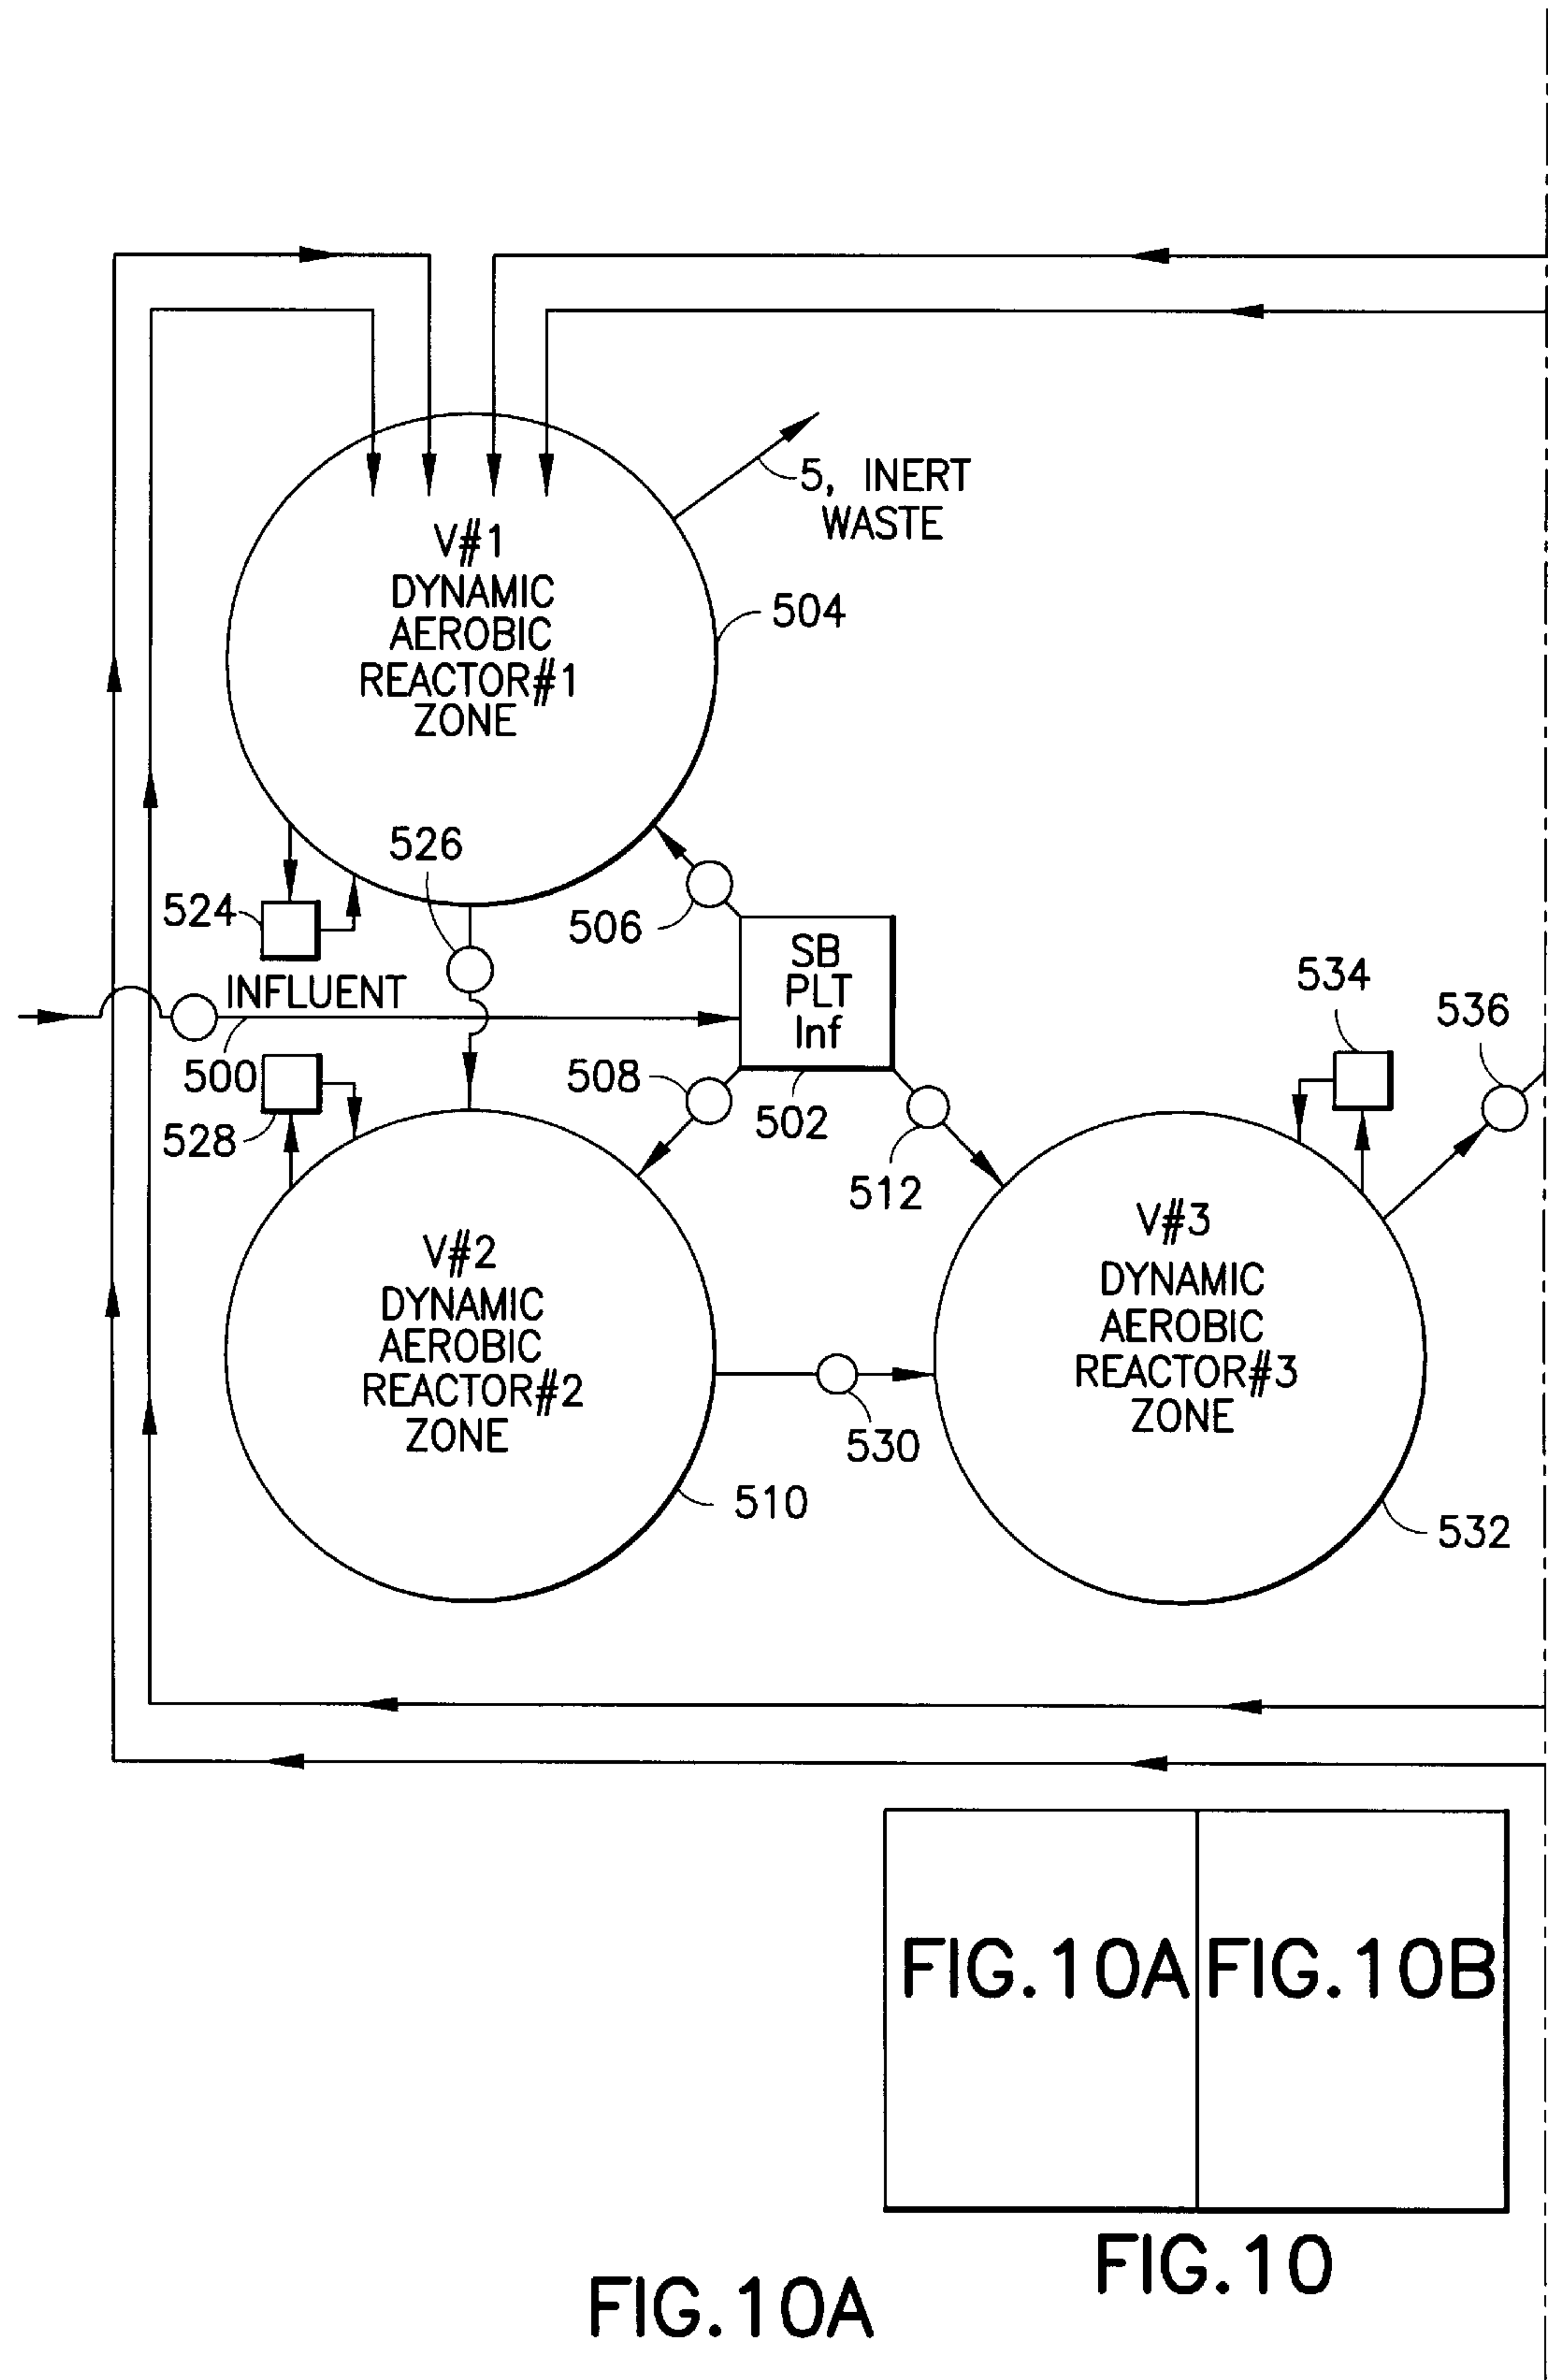 5, INERT
WASTE
V#1
DYNAMIC
AEROBIC
REACTOR#1
ZONE
504
526
524
506
SB
PLT
Inf
INFLUENT
534
536
500
508
502
528
512
V#2
DYNAMIC
AEROBIC
REACTOR#2
ZONE
V#3
DYNAMIC
AEROBIC
REACTOR#3
ZONE
530
510
532
FIG.10A
FIG.10B
FIG.10
FIG.10A